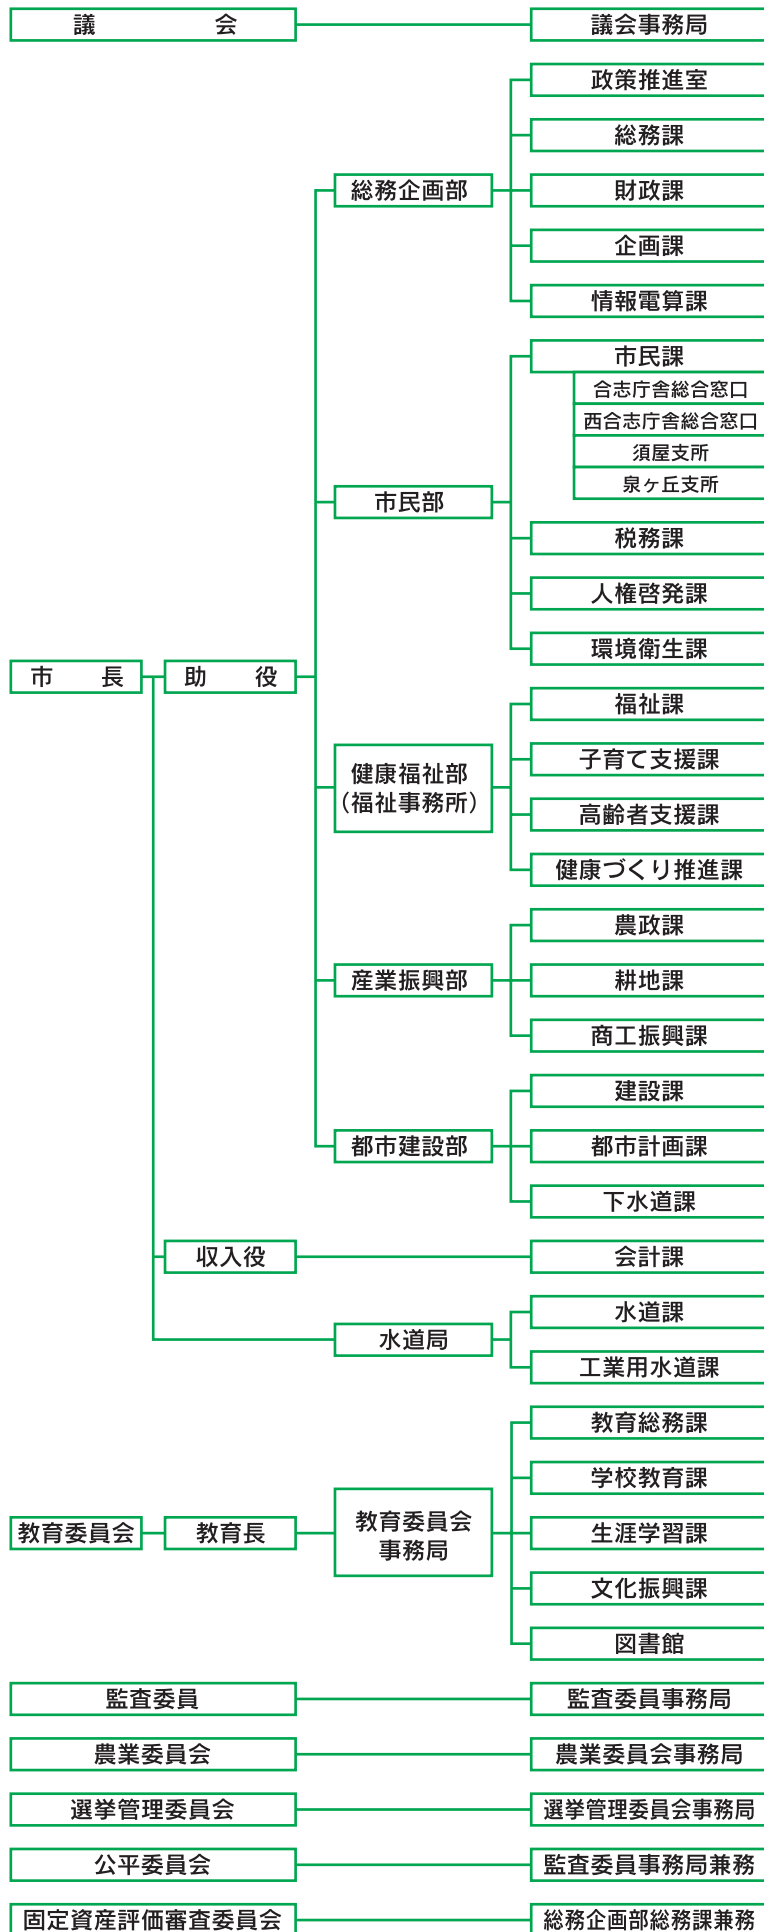 議　会
議会事務局
市　長
助　役
総務企画部
政策推進室
総務課
財政課
企画課
情報電算課
市民部
市民課
合志庁舎総合窓口
西合志庁舎総合窓口
須屋支所
泉ヶ丘支所
税務課
人権啓発課
環境衛生課
健康福祉部
（福祉事務所）
福祉課
子育て支援課
高齢者支援課
健康づくり推進課
産業振興部
農政課
耕地課
商工振興課
都市建設部
建設課
都市計画課
下水道課
収入役
会計課
水道局
水道課
工業用水道課
教育委員会
教育長
教育委員会
事務局
教育総務課
学校教育課
生涯学習課
文化振興課
図書館
監査委員
監査委員事務局
農業委員会
農業委員会事務局
選挙管理委員会
選挙管理委員会事務局
公平委員会
監査委員事務局兼務
固定資産評価審査委員会
総務企画部総務課兼務